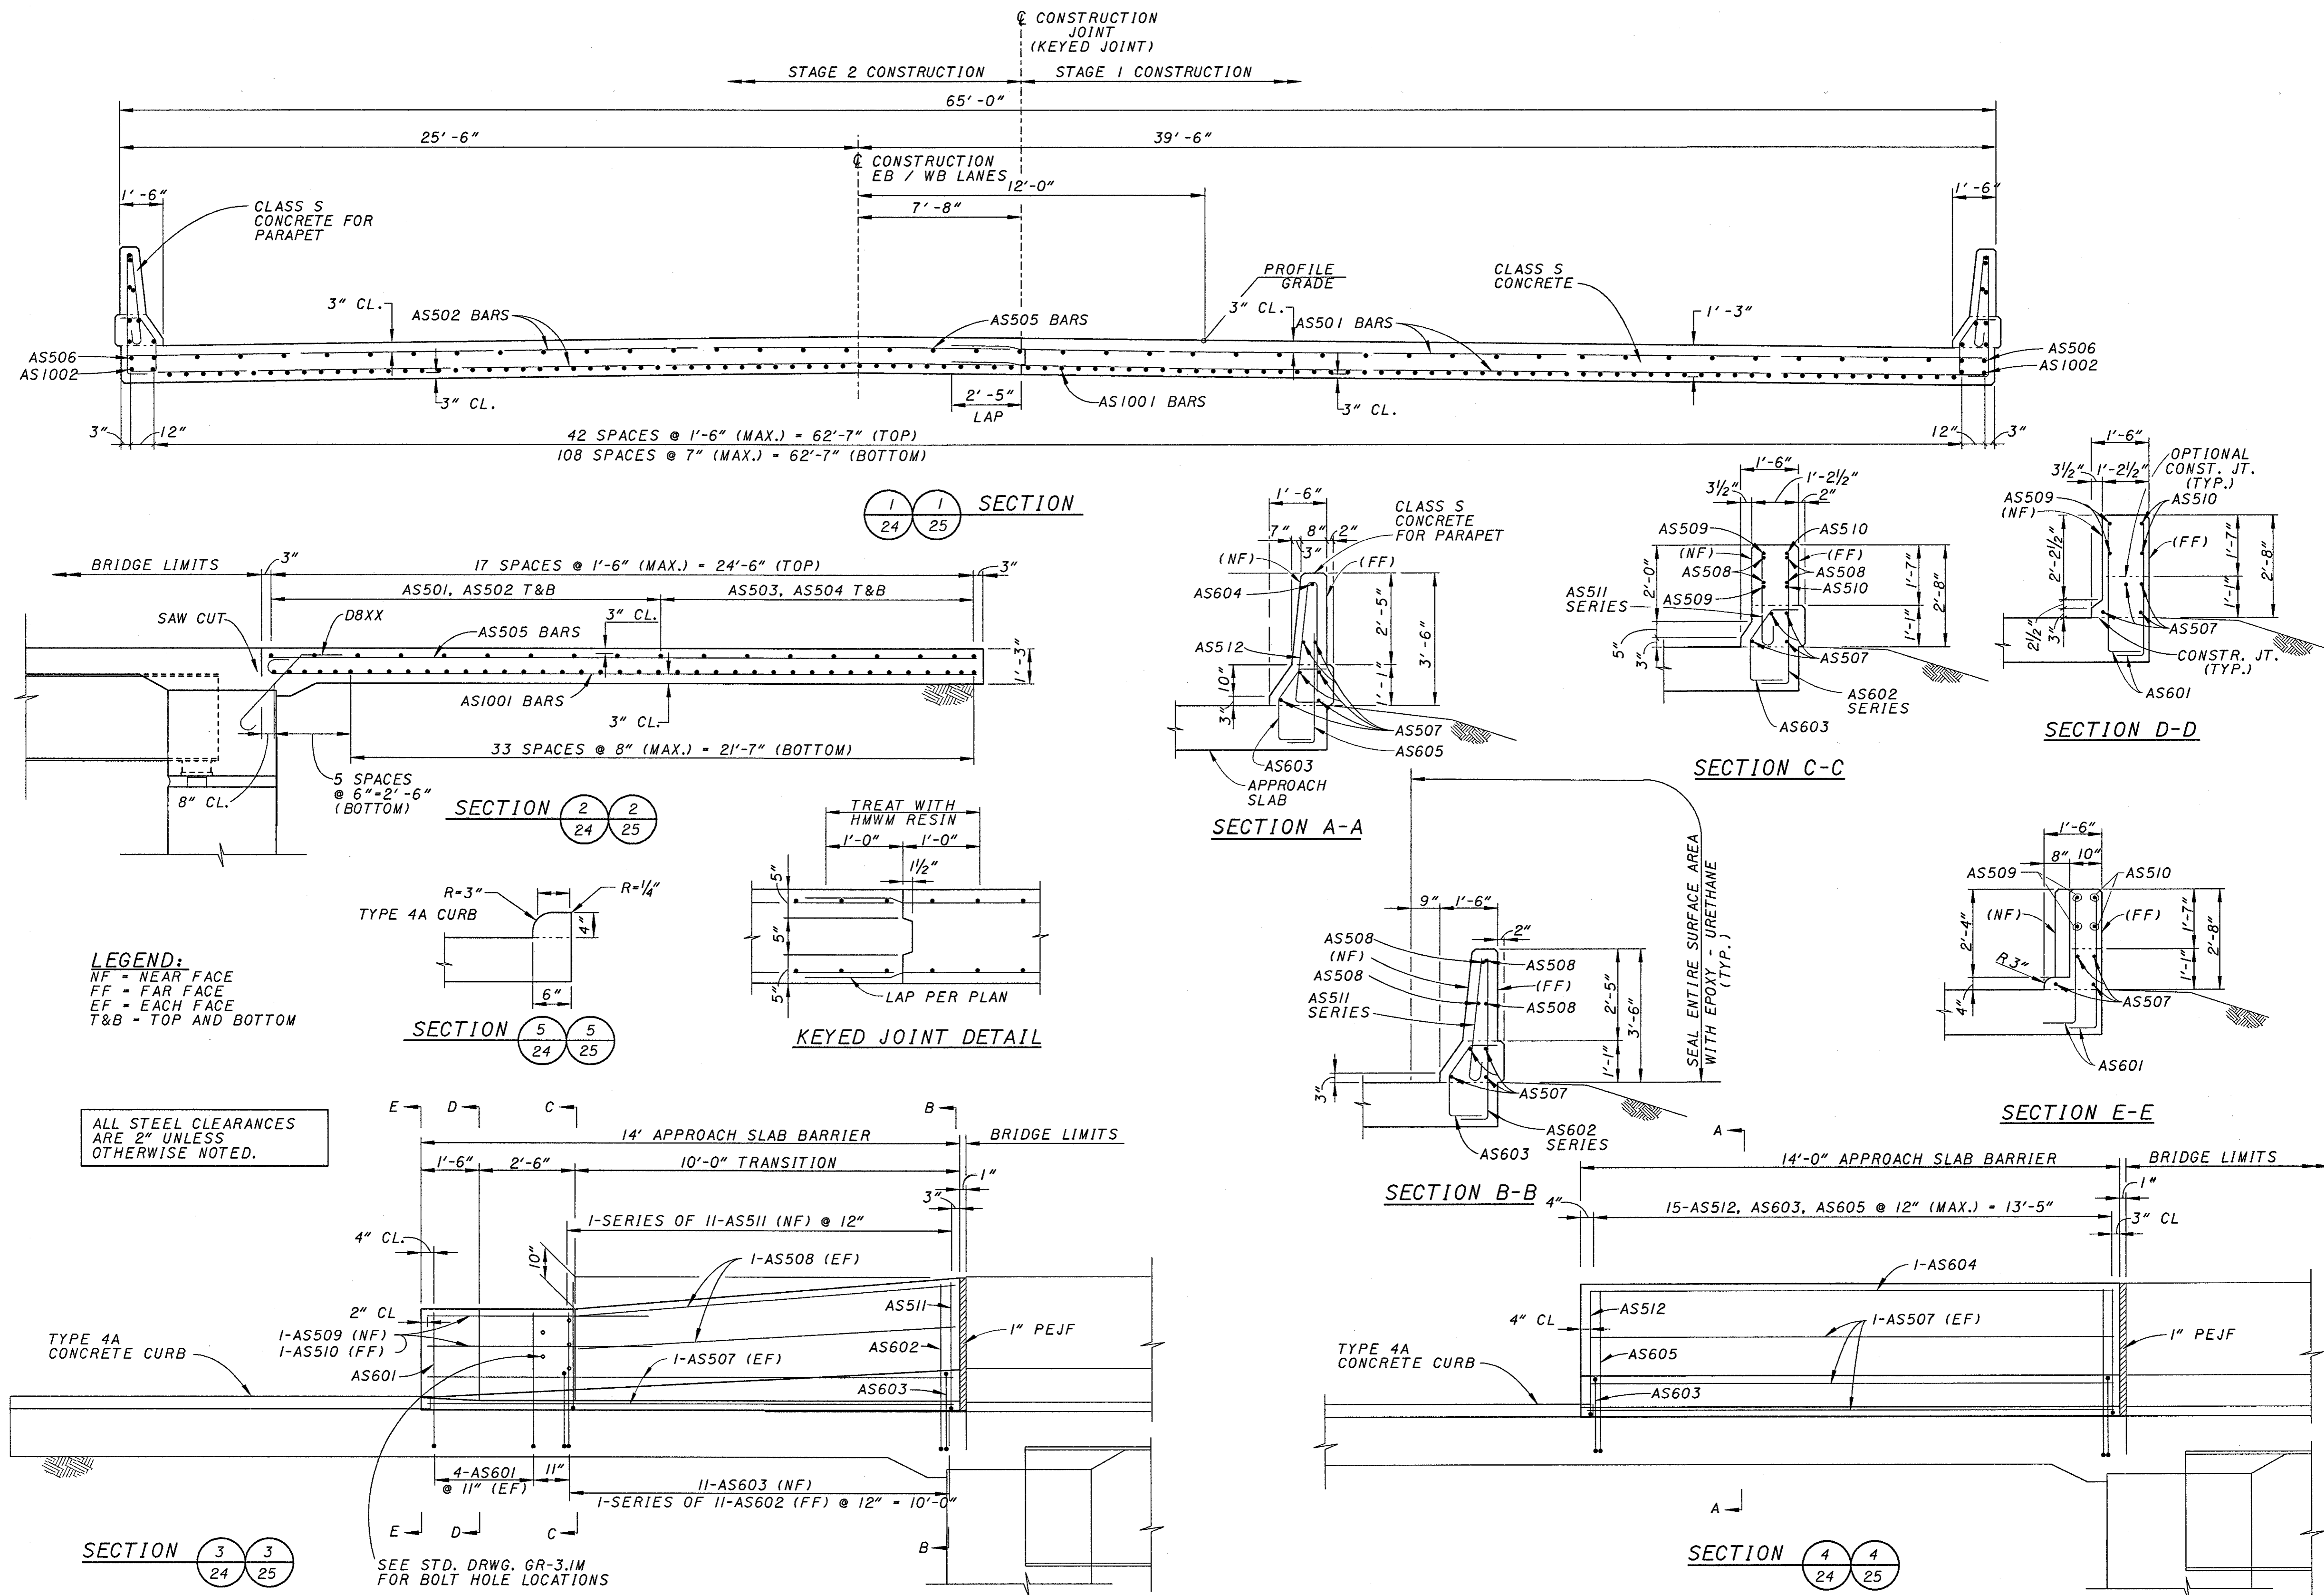 ℄ CONSTRUCTION
JOINT
(KEYED JOINT)
STAGE 2 CONSTRUCTION
STAGE 1 CONSTRUCTION
65'-0"
25'-6"
39'-6"
℄ CONSTRUCTION
EB / WB LANES
12'-0"
7'-8"
1'-6"
CLASS S
CONCRETE FOR
PARAPET
1'-6"
PROFILE
GRADE
CLASS S
CONCRETE
3" CL.
AS502 BARS
AS505 BARS
3" CL.
AS501 BARS
1'-3"
AS506
AS1002
AS506
AS1002
3" CL.
2'-5"
LAP
AS1001 BARS
3" CL.
3"
12"
42 SPACES @ 1'-6" (MAX.) = 62'-7" (TOP)
108 SPACES @ 7" (MAX.) = 62'-7" (BOTTOM)
12"
3"
1
24
1
25
SECTION
BRIDGE LIMITS
3"
17 SPACES @ 1'-6" (MAX.) = 24'-6" (TOP)
3"
AS501, AS502 T&B
AS503, AS504 T&B
SAW CUT
D8XX
3" CL.
AS505 BARS
1'-3"
AS1001 BARS
3" CL.
33 SPACES @ 8" (MAX.) = 21'-7" (BOTTOM)
8" CL.
5 SPACES
@ 6"=2'-6"
(BOTTOM)
SECTION
2
24
2
25
1'-6"
7"
8"
2"
3"
CLASS S
CONCRETE
FOR PARAPET
(NF)
(FF)
AS604
AS512
10"
3"
2'-5"
1'-1"
3'-6"
AS507
AS605
AS603
APPROACH
SLAB
SECTION A-A
1'-6"
3½"
1'-2½"
2"
AS509
(NF)
AS508
AS509
AS510
(FF)
AS508
AS510
AS511
SERIES
2'-0"
5"
3"
1'-7"
1'-1"
2'-8"
AS507
AS602
SERIES
AS603
SECTION C-C
1'-6"
3½"
1'-2½"
OPTIONAL
CONST. JT.
(TYP.)
AS509
(NF)
AS510
(FF)
2'-2½"
2½"
3"
1'-7"
1'-1"
2'-8"
AS507
CONSTR. JT.
(TYP.)
AS601
SECTION D-D
R=3"
R=¼"
TYPE 4A CURB
4"
6"
SECTION
5
24
5
25
TREAT WITH
HMWM RESIN
1'-0"
1'-0"
1½"
5"
5"
5"
LAP PER PLAN
KEYED JOINT DETAIL
LEGEND:
NF = NEAR FACE
FF = FAR FACE
EF = EACH FACE
T&B = TOP AND BOTTOM
9"
1'-6"
2"
AS508
(NF)
AS508
AS511
SERIES
AS508
(FF)
AS508
2'-5"
1'-1"
3'-6"
3"
AS507
AS602
SERIES
AS603
SEAL ENTIRE SURFACE AREA
WITH EPOXY - URETHANE
(TYP.)
SECTION B-B
1'-6"
8"
10"
AS509
AS510
(NF)
(FF)
2'-4"
R 3"
4"
1'-7"
1'-1"
2'-8"
AS507
AS601
SECTION E-E
ALL STEEL CLEARANCES
ARE 2" UNLESS
OTHERWISE NOTED.
E
D
C
B
14' APPROACH SLAB BARRIER
BRIDGE LIMITS
1'-6"
2'-6"
10'-0" TRANSITION
1"
3"
1-SERIES OF 11-AS511 (NF) @ 12"
4" CL.
10"
1-AS508 (EF)
2" CL
1-AS509 (NF)
1-AS510 (FF)
AS511
AS602
1" PEJF
TYPE 4A
CONCRETE CURB
AS601
1-AS507 (EF)
AS603
4-AS601
@ 11" (EF)
11"
11-AS603 (NF)
1-SERIES OF 11-AS602 (FF) @ 12" = 10'-0"
E
D
C
B
SECTION
3
24
3
25
SEE STD. DRWG. GR-3.1M
FOR BOLT HOLE LOCATIONS
A
14'-0" APPROACH SLAB BARRIER
BRIDGE LIMITS
4"
15-AS512, AS603, AS605 @ 12" (MAX.) = 13'-5"
1"
3" CL
1-AS604
4" CL
AS512
1-AS507 (EF)
1" PEJF
TYPE 4A
CONCRETE CURB
AS605
AS603
A
SECTION
4
24
4
25